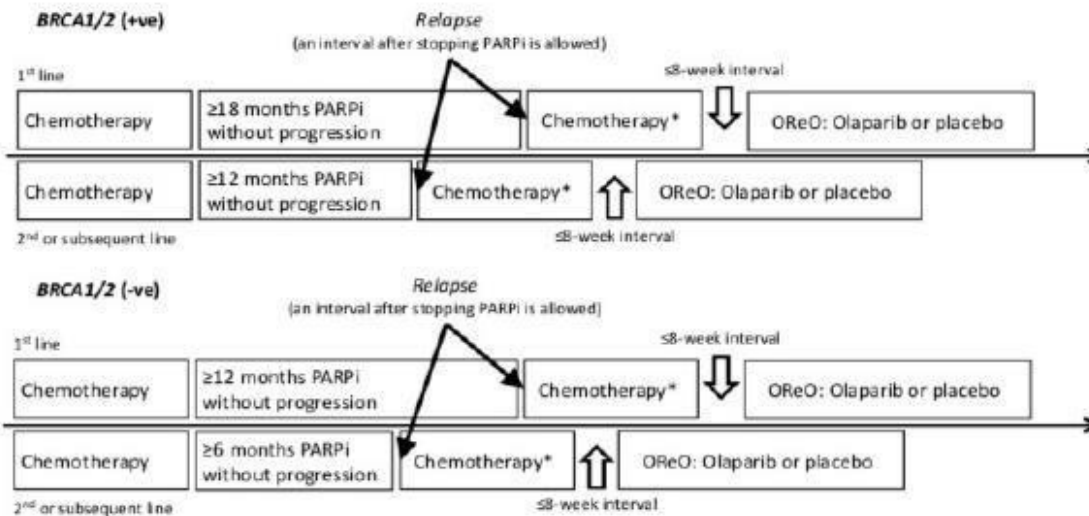 BRCA1/2 (+ve)
Relapse
(an interval after stopping PARPi is allowed)
1st line
≤8-week interval
Chemotherapy
≥18 months PARPi
without progression
Chemotherapy*
OReO: Olaparib or placebo
Chemotherapy
≥12 months PARPi
without progression
Chemotherapy*
OReO: Olaparib or placebo
2nd or subsequent line
≤8-week interval
BRCA1/2 (-ve)
Relapse
(an interval after stopping PARPi is allowed)
1st line
≤8-week interval
Chemotherapy
≥12 months PARPi
without progression
Chemotherapy*
OReO: Olaparib or placebo
Chemotherapy
≥6 months PARPi
without progression
Chemotherapy*
OReO: Olaparib or placebo
2nd or subsequent line
≤8-week interval